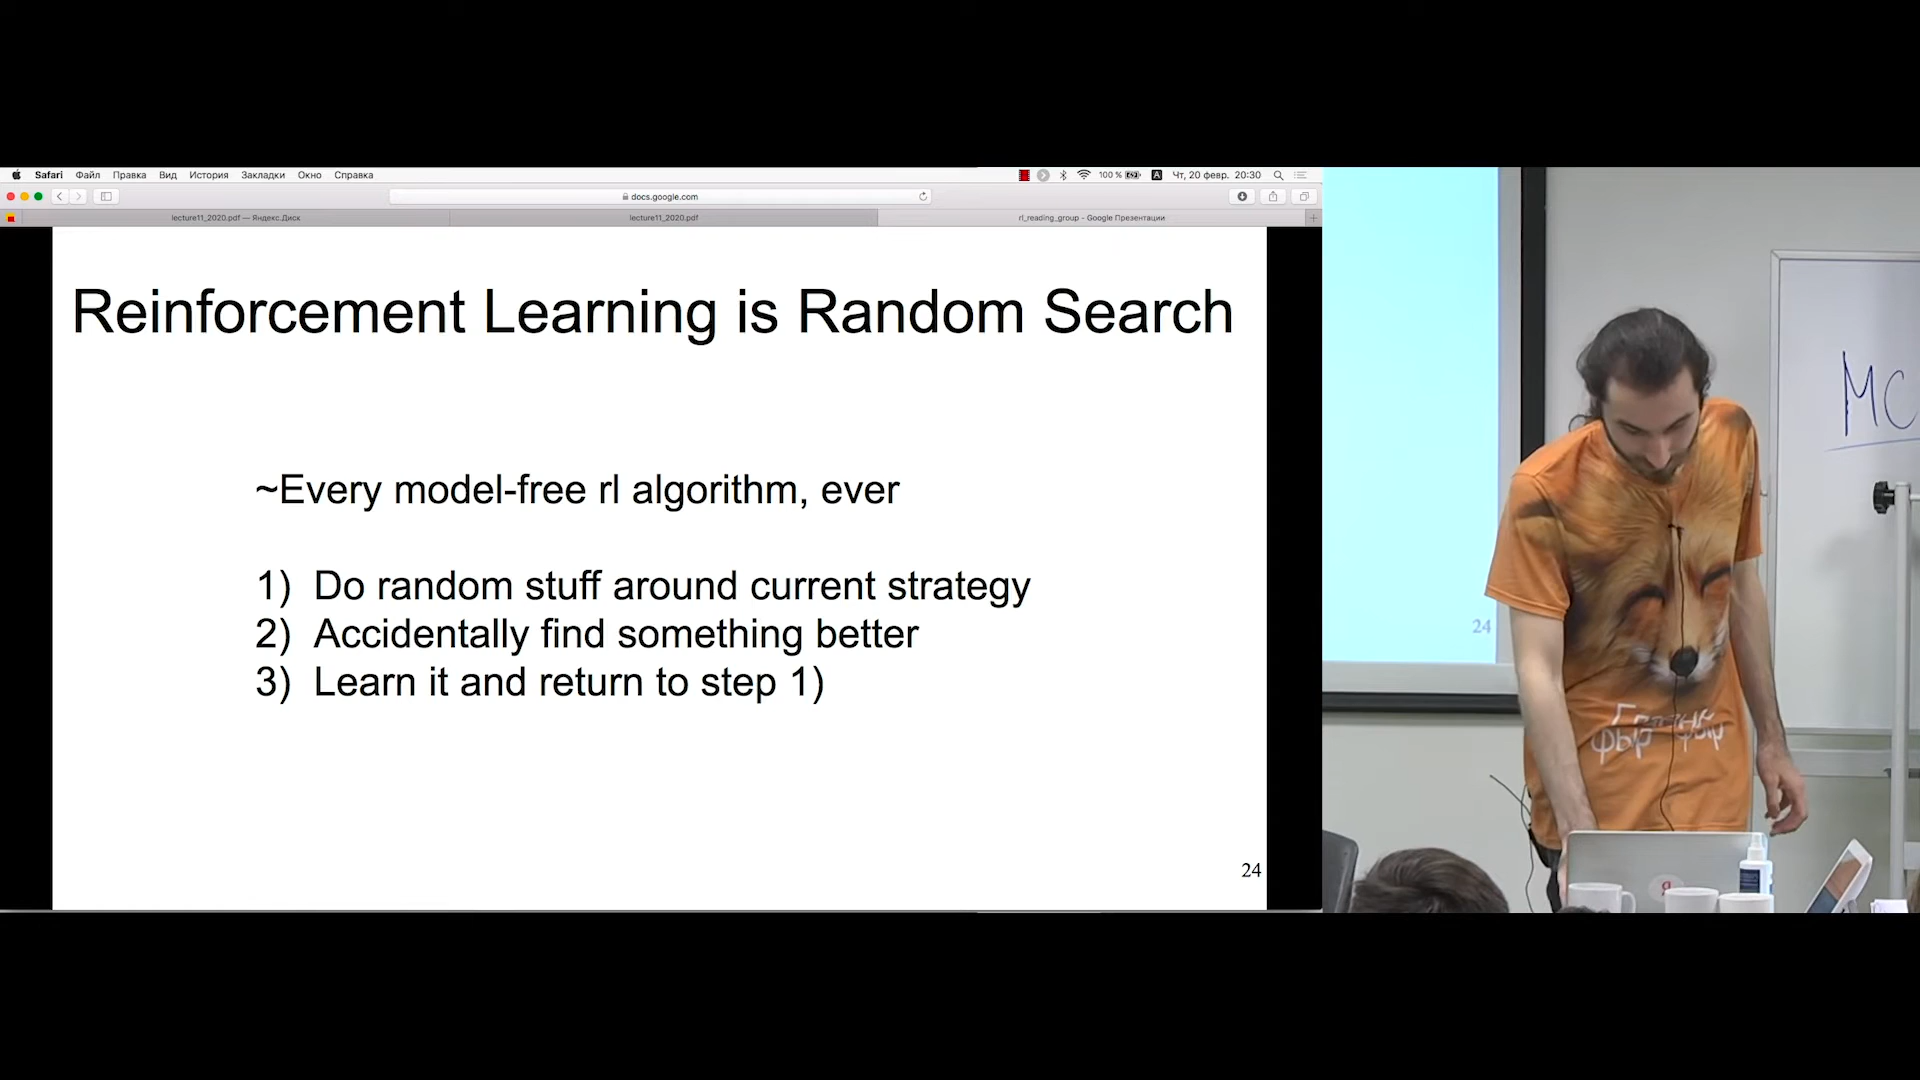 Safari Файл Правка Вид История Закладки Окно Справка
100 % Чт, 20 февр. 20:30
docs.google.com
lecture11_2020.pdf — Яндекс.Диск
lecture11_2020.pdf
rl_reading_group - Google Презентации
Reinforcement Learning is Random Search
~Every model-free rl algorithm, ever
1) Do random stuff around current strategy
2) Accidentally find something better
3) Learn it and return to step 1)
24
24
MC
фыр фыр
Я